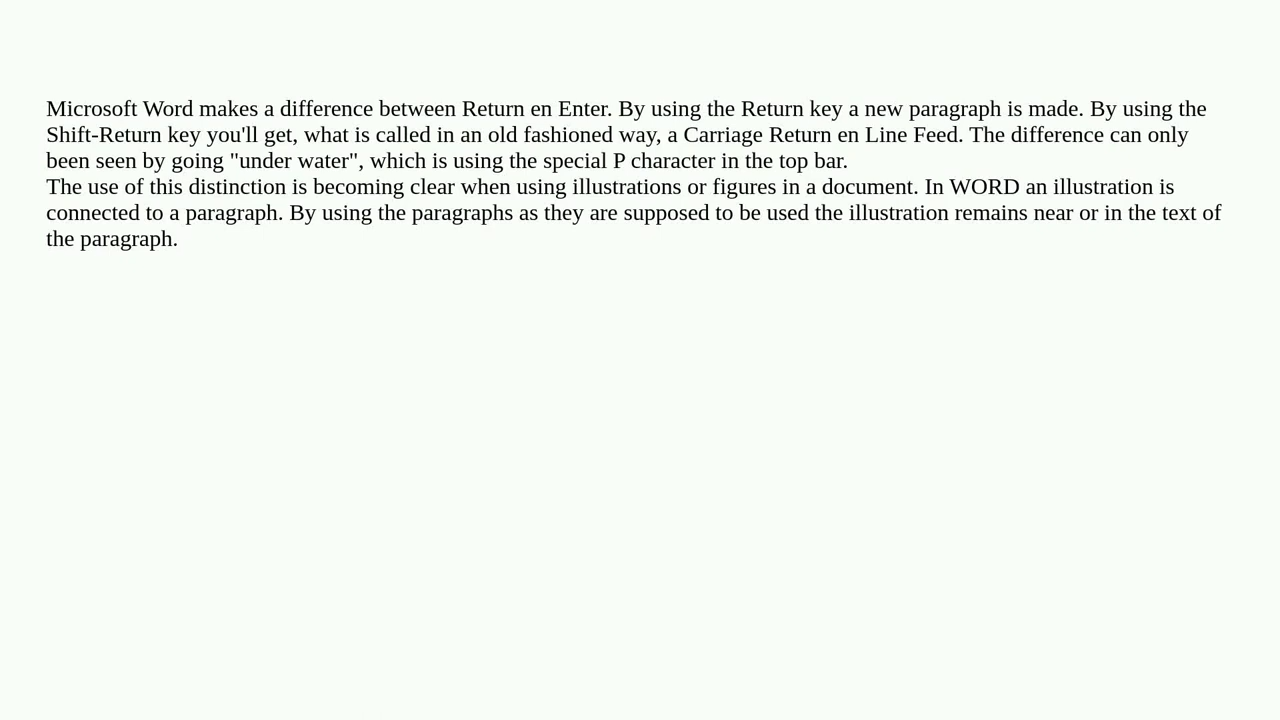 Microsoft Word makes a difference between Return en Enter. By using the Return key a new paragraph is made. By using the
Shift-Return key you'll get, what is called in an old fashioned way, a Carriage Return en Line Feed. The difference can only
been seen by going "under water", which is using the special P character in the top bar.
The use of this distinction is becoming clear when using illustrations or figures in a document. In WORD an illustration is
connected to a paragraph. By using the paragraphs as they are supposed to be used the illustration remains near or in the text of
the paragraph.